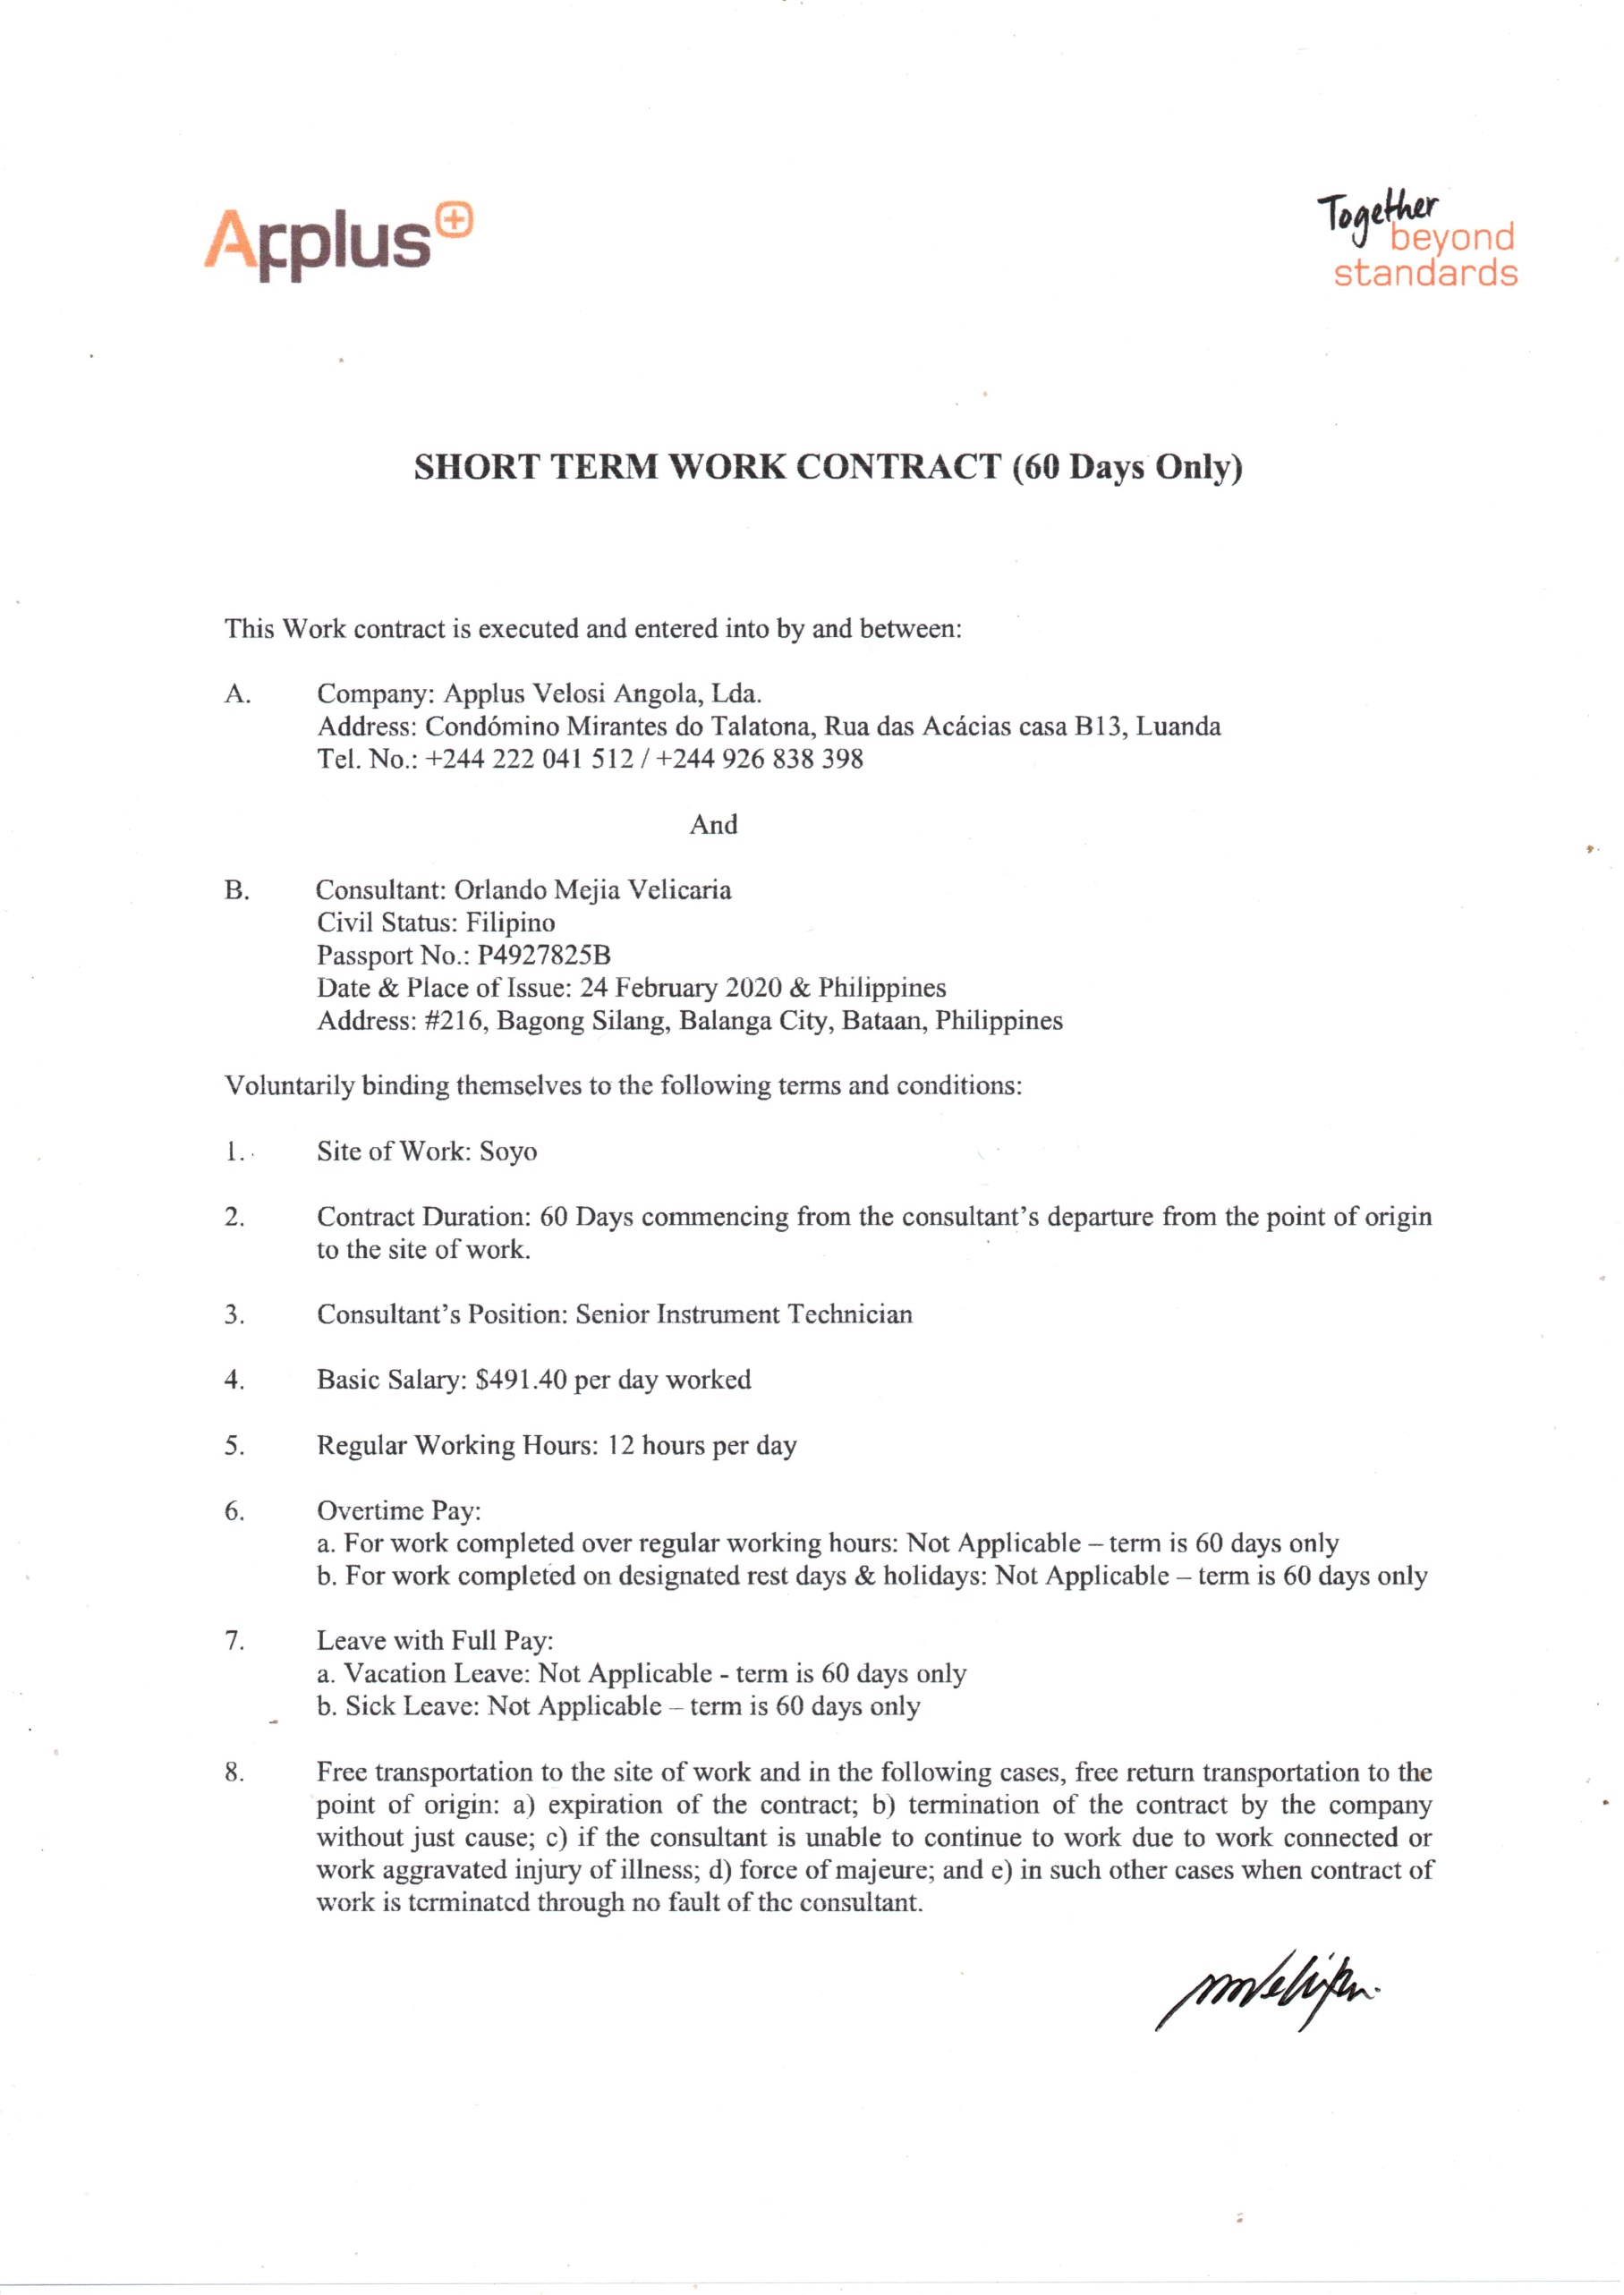 Applus+
Together
beyond
standards
SHORT TERM WORK CONTRACT (60 Days Only)
This Work contract is executed and entered into by and between:
A. Company: Applus Velosi Angola, Lda.
Address: Condómino Mirantes do Talatona, Rua das Acácias casa B13, Luanda
Tel. No.: +244 222 041 512 / +244 926 838 398
And
B. Consultant: Orlando Mejia Velicaria
Civil Status: Filipino
Passport No.: P4927825B
Date & Place of Issue: 24 February 2020 & Philippines
Address: #216, Bagong Silang, Balanga City, Bataan, Philippines
Voluntarily binding themselves to the following terms and conditions:
1. Site of Work: Soyo
2. Contract Duration: 60 Days commencing from the consultant's departure from the point of origin
to the site of work.
3. Consultant's Position: Senior Instrument Technician
4. Basic Salary: $491.40 per day worked
5. Regular Working Hours: 12 hours per day
6. Overtime Pay:
a. For work completed over regular working hours: Not Applicable – term is 60 days only
b. For work completed on designated rest days & holidays: Not Applicable – term is 60 days only
7. Leave with Full Pay:
a. Vacation Leave: Not Applicable - term is 60 days only
b. Sick Leave: Not Applicable – term is 60 days only
8. Free transportation to the site of work and in the following cases, free return transportation to the
point of origin: a) expiration of the contract; b) termination of the contract by the company
without just cause; c) if the consultant is unable to continue to work due to work connected or
work aggravated injury of illness; d) force of majeure; and e) in such other cases when contract of
work is terminated through no fault of the consultant.